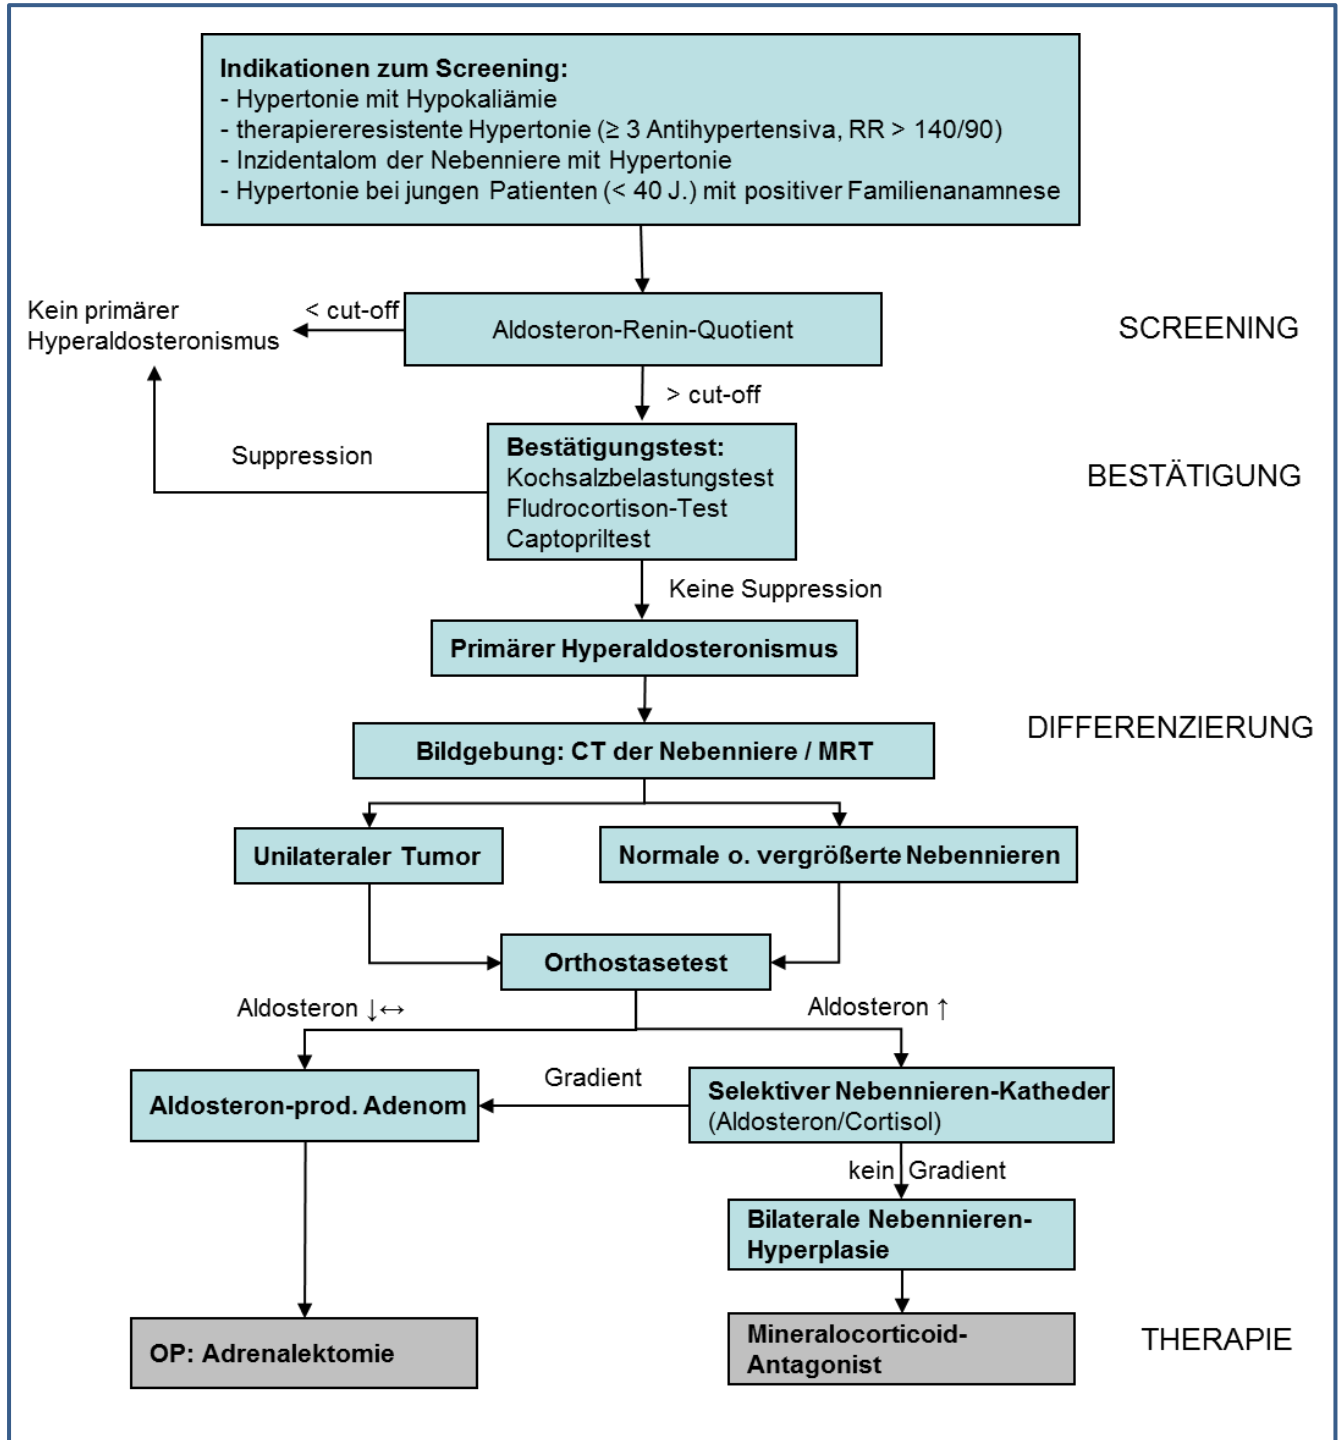 Indikationen zum Screening:
- Hypertonie mit Hypokaliämie
- therapiereresistente Hypertonie (≥ 3 Antihypertensiva, RR > 140/90)
- Inzidentalom der Nebenniere mit Hypertonie
- Hypertonie bei jungen Patienten (< 40 J.) mit positiver Familienanamnese
Kein primärer
Hyperaldosteronismus
< cut-off
Aldosteron-Renin-Quotient
SCREENING
> cut-off
Suppression
Bestätigungstest:
Kochsalzbelastungstest
Fludrocortison-Test
Captopriltest
BESTÄTIGUNG
Keine Suppression
Primärer Hyperaldosteronismus
DIFFERENZIERUNG
Bildgebung: CT der Nebenniere / MRT
Unilateraler Tumor
Normale o. vergrößerte Nebennieren
Orthostasetest
Aldosteron ↓↔
Aldosteron ↑
Aldosteron-prod. Adenom
Gradient
Selektiver Nebennieren-Katheder
(Aldosteron/Cortisol)
kein Gradient
Bilaterale Nebennieren-
Hyperplasie
OP: Adrenalektomie
Mineralocorticoid-
Antagonist
THERAPIE